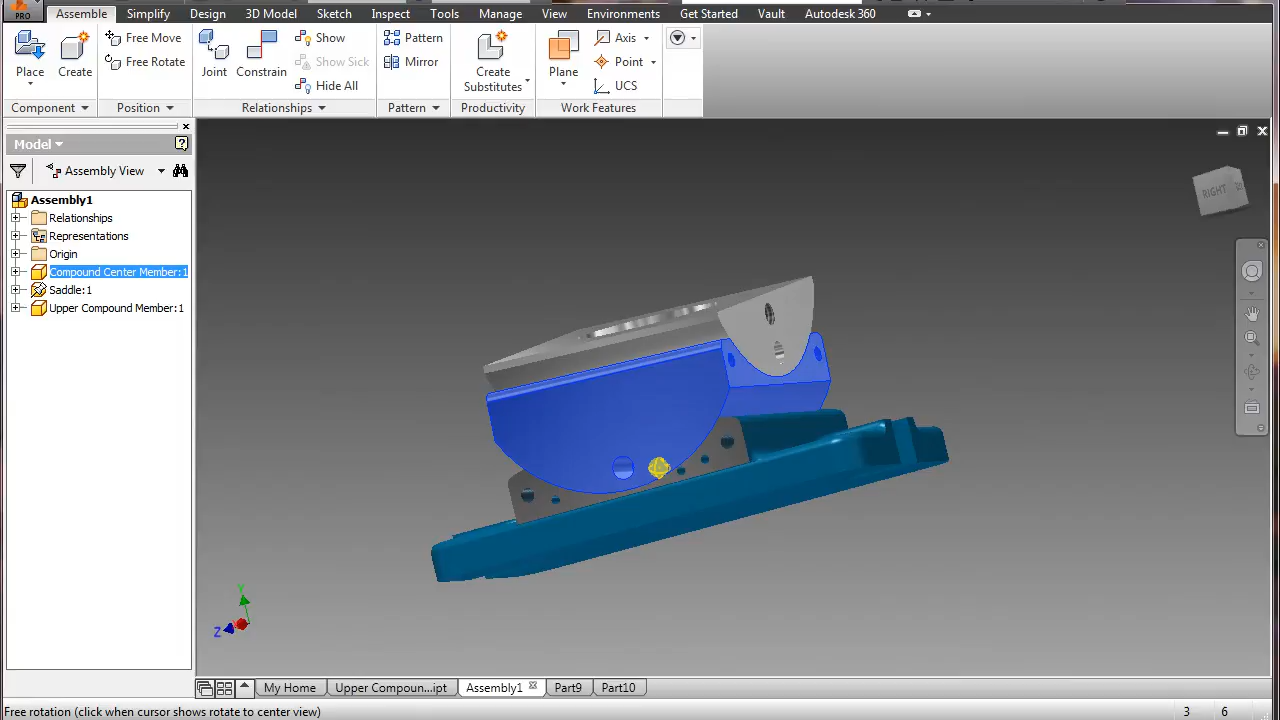 PRO
Assemble Simplify Design 3D Model Sketch Inspect Tools Manage View Environments Get Started Vault Autodesk 360
Place
Create
Free Move
Free Rotate
Joint
Constrain
Show
Show Sick
Hide All
Pattern
Mirror
Create
Substitutes
Plane
Axis
Point
UCS
Component Position Relationships Pattern Productivity Work Features
Model
?
Assembly View
Assembly1
Relationships
Representations
Origin
Compound Center Member:1
Saddle:1
Upper Compound Member:1
RIGHT
Y
Z
My Home Upper Compoun...ipt Assembly1 Part9 Part10
Free rotation (click when cursor shows rotate to center view) 3 6